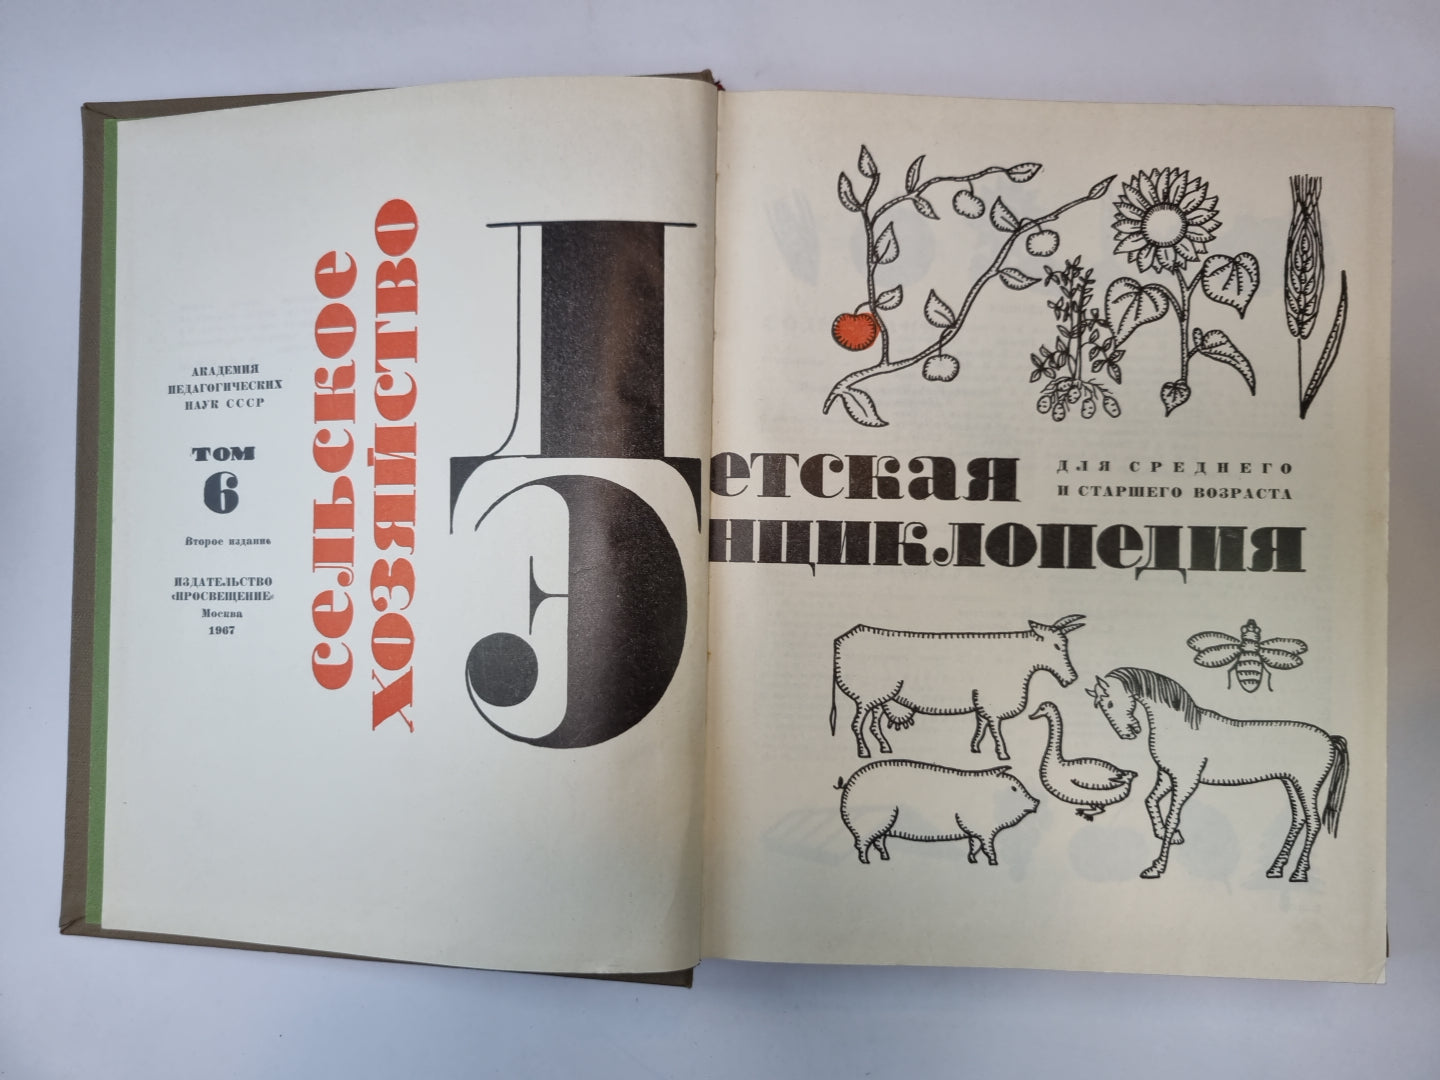 АКАДЕМИЯ
ПЕДАГОГИЧЕСКИХ
НАУК СССР
ТОМ
6
Второе издание
ИЗДАТЕЛЬСТВО
«ПРОСВЕЩЕНИЕ»
Москва
1967
сельское
хозяйство
Детская
Энциклопедия
ДЛЯ СРЕДНЕГО
И СТАРШЕГО ВОЗРАСТА